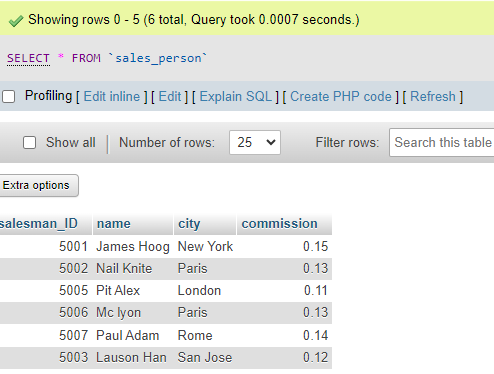 Showing rows 0 - 5 (6 total, Query took 0.0007 seconds.)
SELECT * FROM `sales_person`
Profiling [ Edit inline ] [ Edit ] [ Explain SQL ] [ Create PHP code ] [ Refresh ]
Show all Number of rows: 25 Filter rows: Search this table
Extra options
salesman_ID name city commission
5001 James Hoog New York 0.15
5002 Nail Knite Paris 0.13
5005 Pit Alex London 0.11
5006 Mc lyon Paris 0.13
5007 Paul Adam Rome 0.14
5003 Lauson Han San Jose 0.12